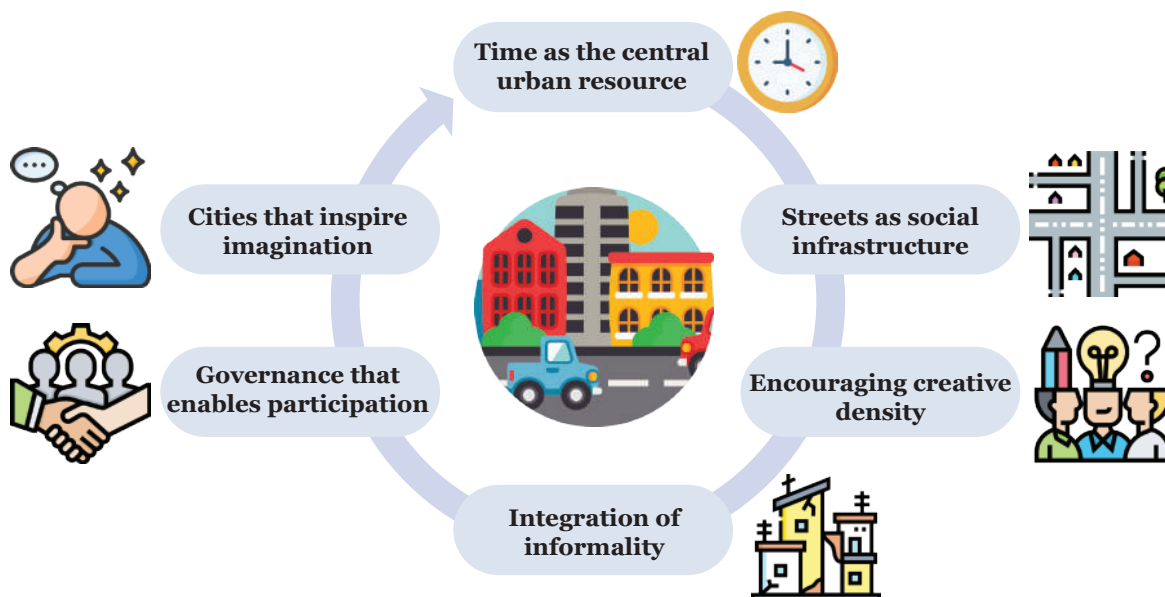 Time as the central
urban resource
Streets as social
infrastructure
Encouraging creative
density
Integration of
informality
Governance that
enables participation
Cities that inspire
imagination
?